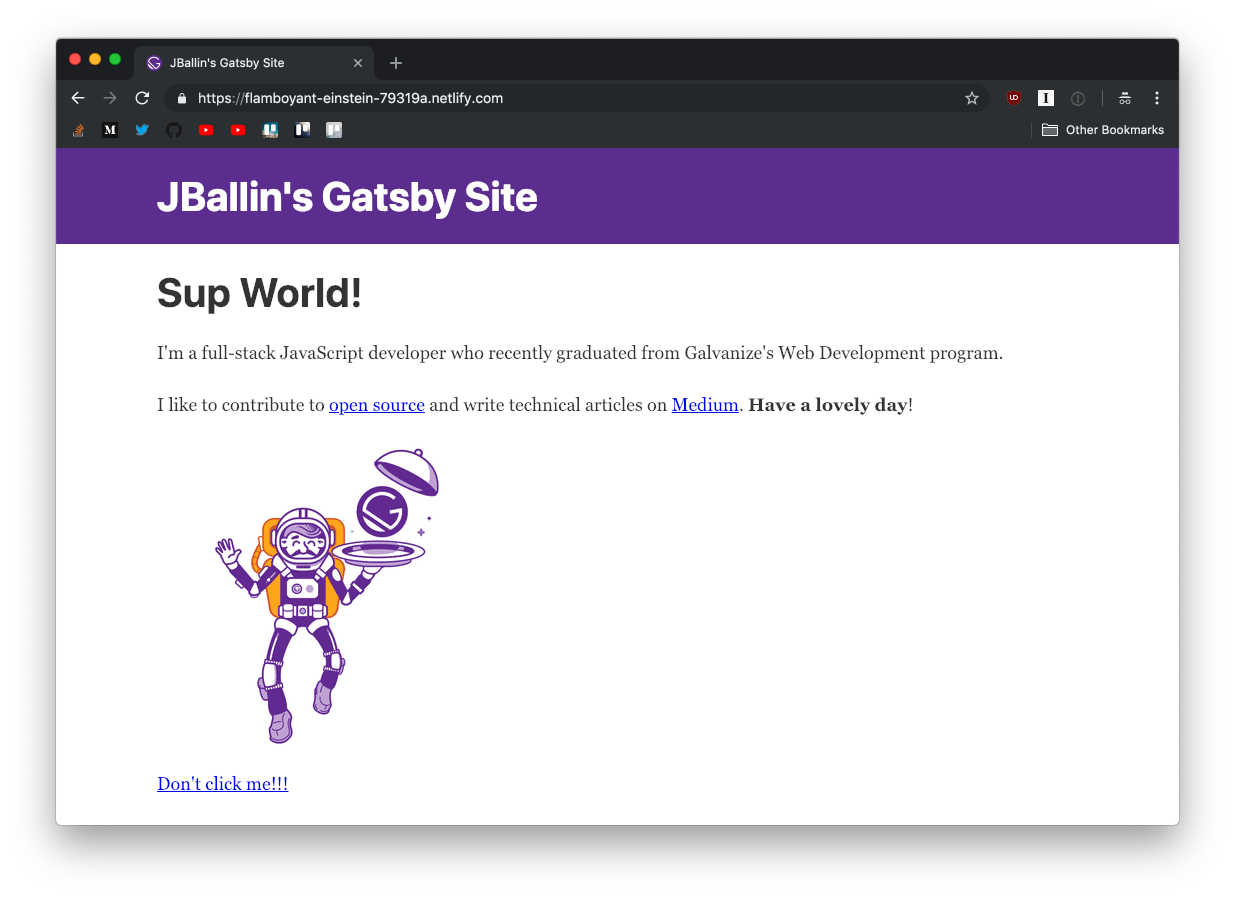 JBallin's Gatsby Site
https://flamboyant-einstein-79319a.netlify.com
Other Bookmarks
JBallin's Gatsby Site
Sup World!
I'm a full-stack JavaScript developer who recently graduated from Galvanize's Web Development program.
I like to contribute to open source and write technical articles on Medium. Have a lovely day!
Don't click me!!!